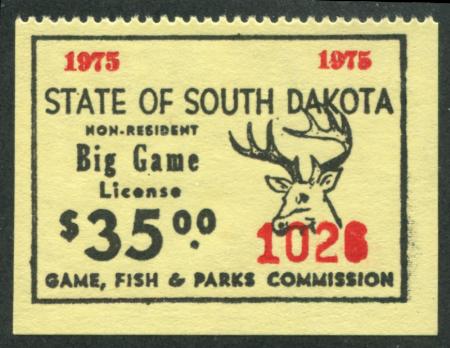 1975 1975
STATE OF SOUTH DAKOTA
NON-RESIDENT
Big Game
License
$35.00
1026
GAME, FISH & PARKS COMMISSION